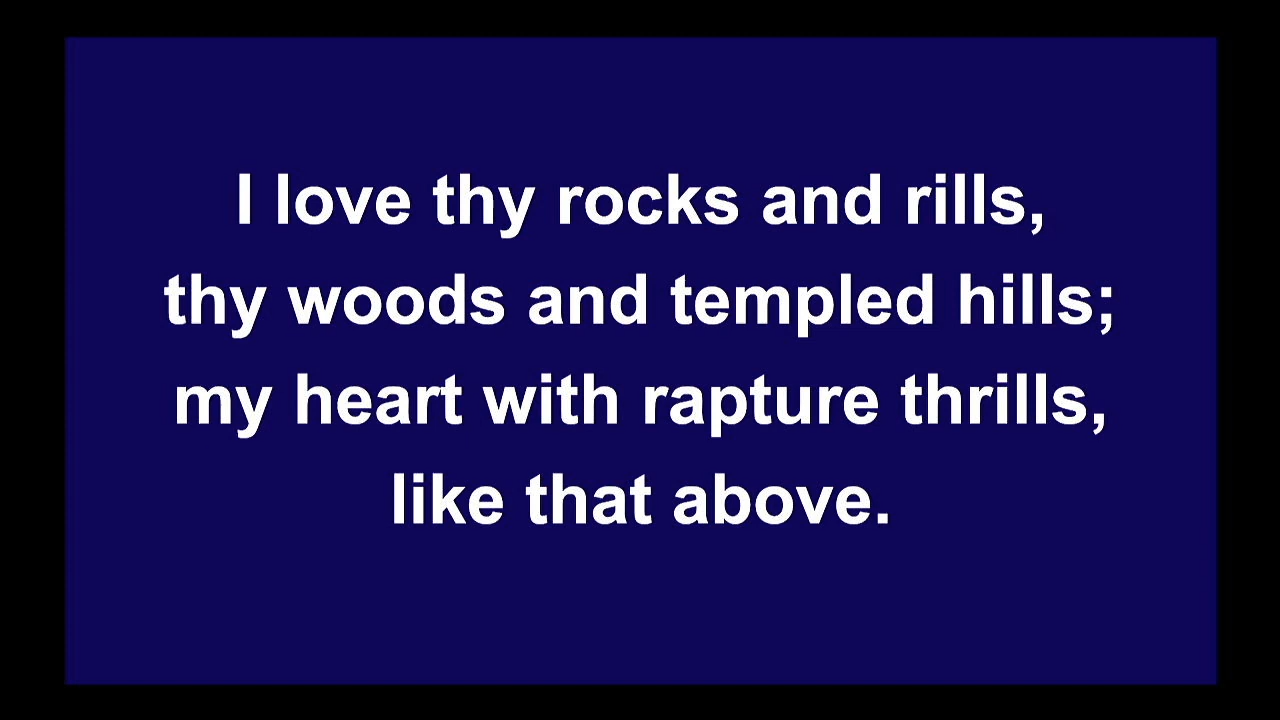 I love thy rocks and rills,
thy woods and templed hills;
my heart with rapture thrills,
like that above.